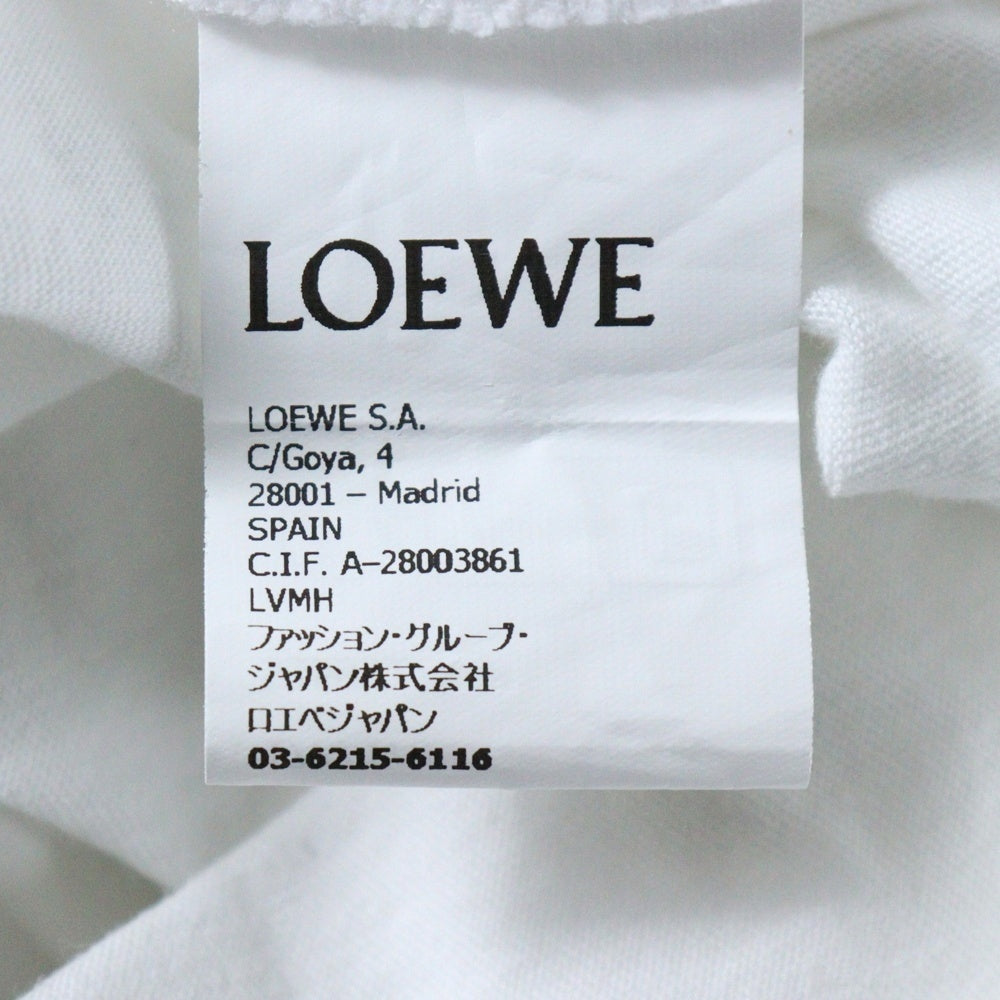 LOEWE
LOEWE S.A.
C/Goya, 4
28001 – Madrid
SPAIN
C.I.F. A–28003861
LVMH
ファッション・グループ・
ジャパン株式会社
ロエベジャパン
03-6215-6116